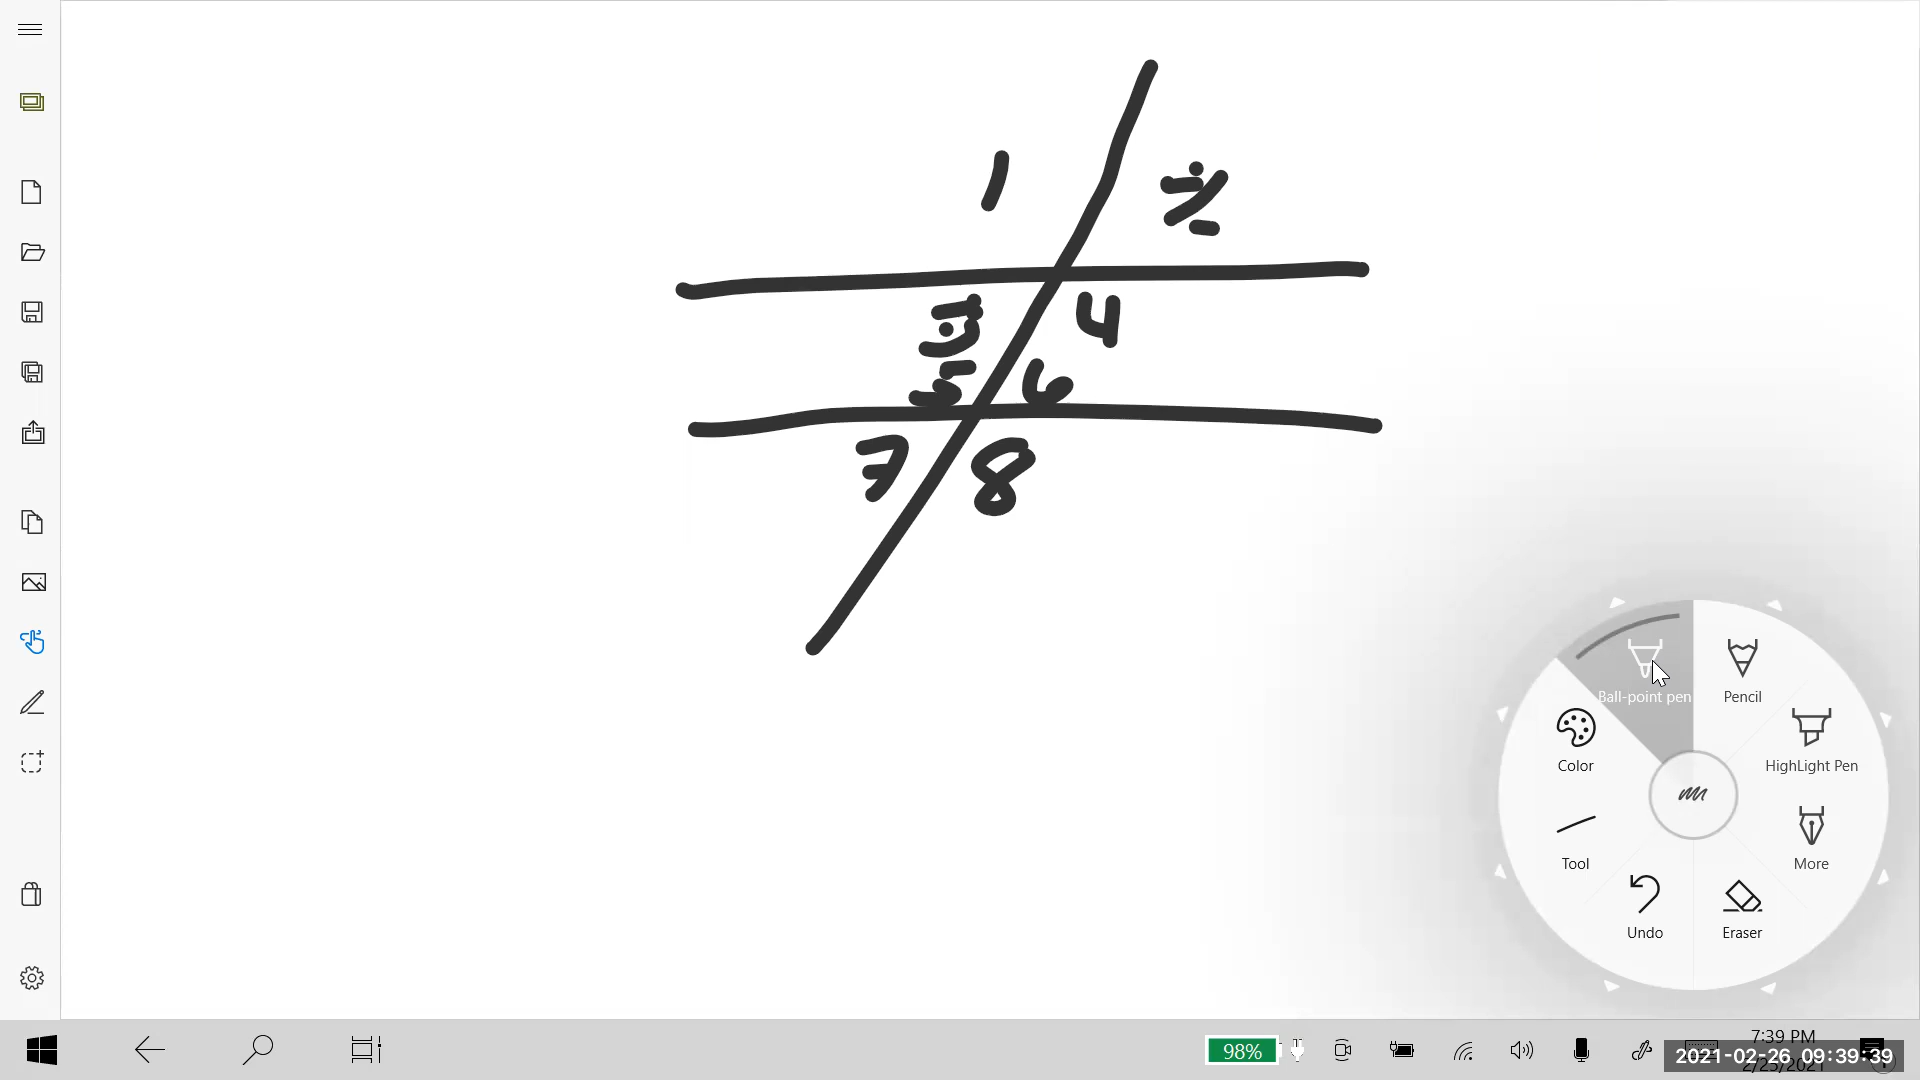 1 2
3 4
5 6
7 8
Ball-point pen Pencil
Color HighLight Pen
Tool More
Undo Eraser
98% 7:39 PM
2021-02-26 09:39:39